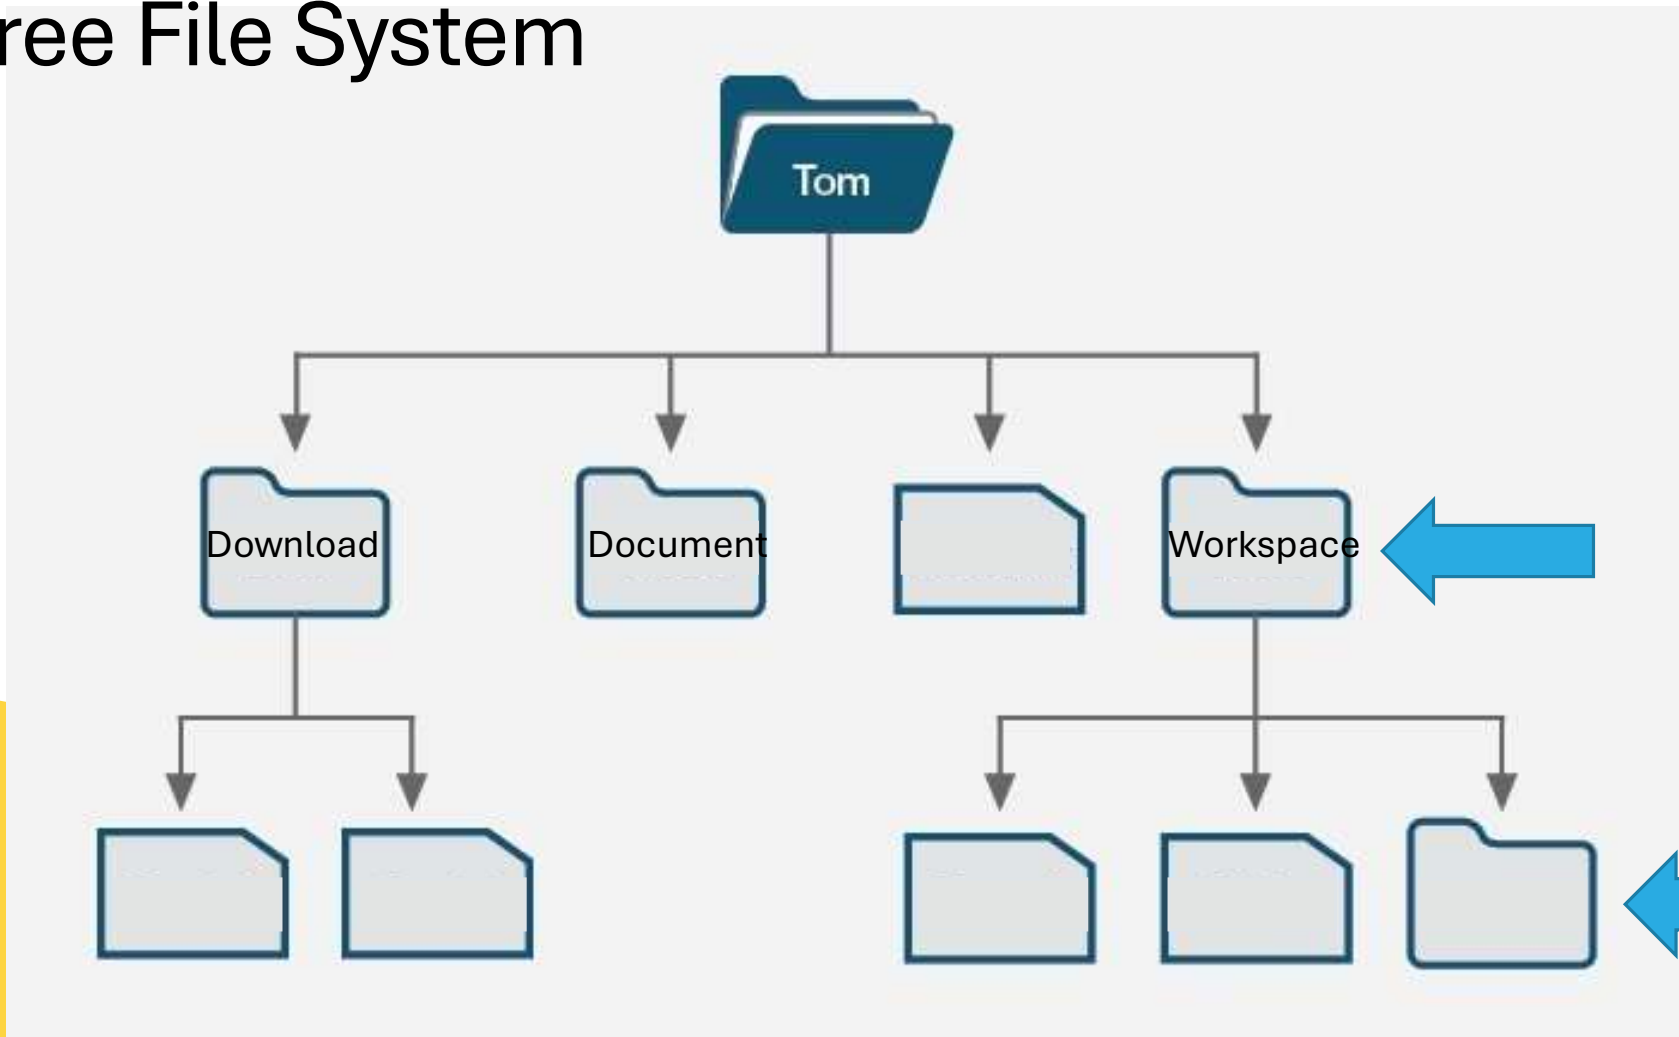 ree File System
Tom
Download
Document
Workspace